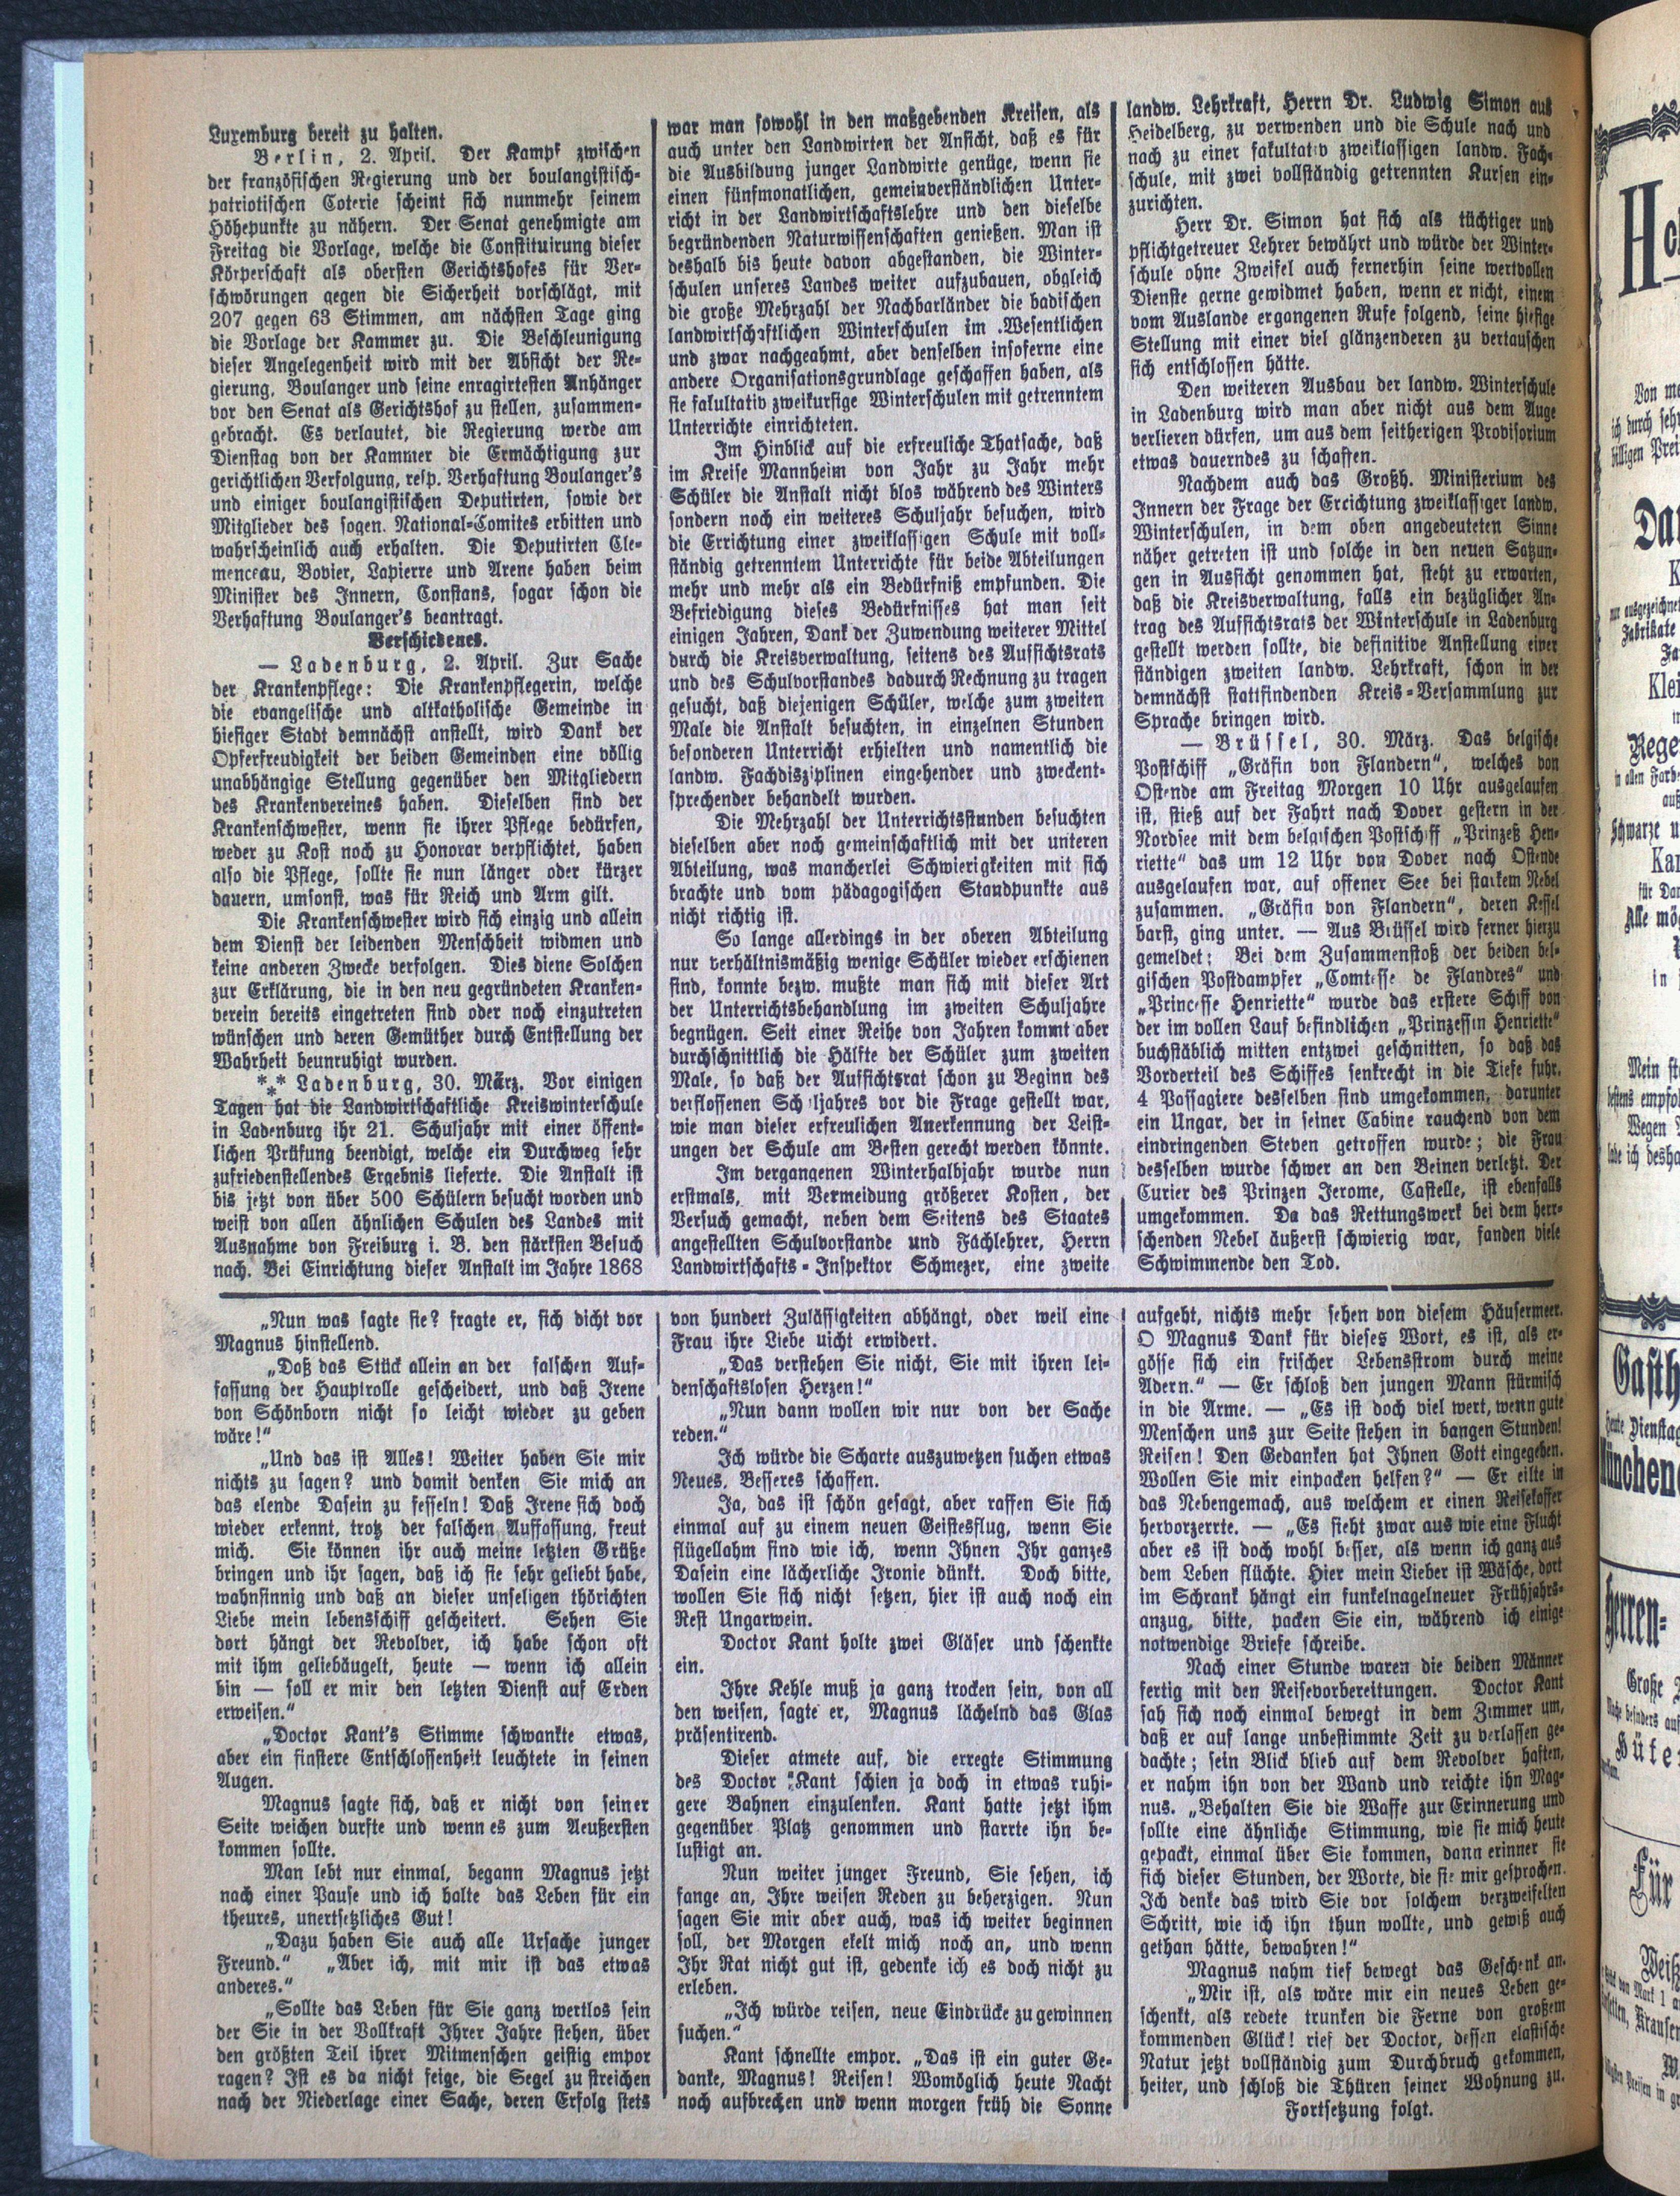 Luxemburg bereit zu halten.
Berlin, 2. April. Der Kampf zwischen
der französischen Regierung und der boulangistisch-
patriotischen Coterie scheint sich nunmehr seinem
Höhepunkte zu nähern. Der Senat genehmigte am
Freitag die Vorlage, welche die Constituirung dieser
Körperschaft als obersten Gerichtshofes für Ver-
schwörungen gegen die Sicherheit vorschlägt, mit
207 gegen 63 Stimmen, am nächsten Tage ging
die Vorlage der Kammer zu. Die Beschleunigung
dieser Angelegenheit wird mit der Absicht der Re-
gierung, Boulanger und seine enragirtesten Anhänger
vor den Senat als Gerichtshof zu stellen, zusammen-
gebracht. Es verlautet, die Regierung werde am
Dienstag von der Kammer die Ermächtigung zur
gerichtlichen Verfolgung, resp. Verhaftung Boulanger's
und einiger boulangistischen Deputirten, sowie der
Mitglieder des sogen. National-Comites erbitten und
wahrscheinlich auch erhalten. Die Deputirten Cle-
menceau, Bovier, Lapierre und Arene haben beim
Minister des Innern, Constans, sogar schon die
Verhaftung Boulanger's beantragt.
Verschiedenes.
— Ladenburg, 2. April. Zur Sache
der Krankenpflege: Die Krankenpflegerin, welche
die evangelische und altkatholische Gemeinde in
hiesiger Stadt demnächst anstellt, wird Dank der
Opferfreudigkeit der beiden Gemeinden eine völlig
unabhängige Stellung gegenüber den Mitgliedern
des Krankenvereines haben. Dieselben sind der
Krankenschwester, wenn sie ihrer Pflege bedürfen,
weder zu Kost noch zu Honorar verpflichtet, haben
also die Pflege, sollte sie nun länger oder kürzer
dauern, umsonst, was für Reich und Arm gilt.
Die Krankenschwester wird sich einzig und allein
dem Dienst der leidenden Menschheit widmen und
keine anderen Zwecke verfolgen. Dies diene Solchen
zur Erklärung, die in den neu gegründeten Kranken-
verein bereits eingetreten sind oder noch einzutreten
wünschen und deren Gemüther durch Entstellung der
Wahrheit beunruhigt wurden.
*** Ladenburg, 30. März. Vor einigen
Tagen hat die Landwirtschaftliche Kreiswinterschule
in Ladenburg ihr 21. Schuljahr mit einer öffent-
lichen Prüfung beendigt, welche ein Durchweg sehr
zufriedenstellendes Ergebnis lieferte. Die Anstalt ist
bis jetzt von über 500 Schülern besucht worden und
weist von allen ähnlichen Schulen des Landes mit
Ausnahme von Freiburg i. B. den stärksten Besuch
nach. Bei Einrichtung dieser Anstalt im Jahre 1868
war man sowohl in den maßgebenden Kreisen, als
auch unter den Landwirten der Ansicht, daß es für
die Ausbildung junger Landwirte genüge, wenn sie
einen fünfmonatlichen, gemeinverständlichen Unter-
richt in der Landwirtschaftslehre und den dieselbe
begründenden Naturwissenschaften genießen. Man ist
deshalb bis heute davon abgestanden, die Winter-
schulen unseres Landes weiter aufzubauen, obgleich
die große Mehrzahl der Nachbarländer die badischen
landwirtschaftlichen Winterschulen im Wesentlichen
und zwar nachgeahmt, aber denselben insoferne eine
andere Organisationsgrundlage geschaffen haben, als
sie fakultativ zweikursige Winterschulen mit getrenntem
Unterrichte einrichteten.
Im Hinblick auf die erfreuliche Thatsache, daß
im Kreise Mannheim von Jahr zu Jahr mehr
Schüler die Anstalt nicht blos während des Winters
sondern noch ein weiteres Schuljahr besuchen, wird
die Errichtung einer zweiklassigen Schule mit voll-
ständig getrenntem Unterrichte für beide Abteilungen
mehr und mehr als ein Bedürfniß empfunden. Die
Befriedigung dieses Bedürfnisses hat man seit
einigen Jahren, Dank der Zuwendung weiterer Mittel
durch die Kreisverwaltung, seitens des Aufsichtsrats
und des Schulvorstandes dadurch Rechnung zu tragen
gesucht, daß diejenigen Schüler, welche zum zweiten
Male die Anstalt besuchten, in einzelnen Stunden
besonderen Unterricht erhielten und namentlich die
landw. Fachdisziplinen eingehender und zweckent-
sprechender behandelt wurden.
Die Mehrzahl der Unterrichtsstunden besuchten
dieselben aber noch gemeinschaftlich mit der unteren
Abteilung, was mancherlei Schwierigkeiten mit sich
brachte und vom pädagogischen Standpunkte aus
nicht richtig ist.
So lange allerdings in der oberen Abteilung
nur verhältnismäßig wenige Schüler wieder erschienen
sind, konnte bezw. mußte man sich mit dieser Art
der Unterrichtsbehandlung im zweiten Schuljahre
begnügen. Seit einer Reihe von Jahren kommt aber
durchschnittlich die Hälfte der Schüler zum zweiten
Male, so daß der Aufsichtsrat schon zu Beginn des
verflossenen Schuljahres vor die Frage gestellt war,
wie man dieser erfreulichen Anerkennung der Leist-
ungen der Schule am Besten gerecht werden könnte.
Im vergangenen Winterhalbjahr wurde nun
erstmals, mit Vermeidung größerer Kosten, der
Versuch gemacht, neben dem Seitens des Staates
angestellten Schulvorstande und Fachlehrer, Herrn
Landwirtschafts-Inspektor Schmezer, eine zweite
landw. Lehrkraft, Herrn Dr. Ludwig Simon aus
Heidelberg, zu verwenden und die Schule nach und
nach zu einer fakultativ zweiklassigen landw. Fach-
schule, mit zwei vollständig getrennten Kursen ein-
zurichten.
Herr Dr. Simon hat sich als tüchtiger und
pflichtgetreuer Lehrer bewährt und würde der Winter-
schule ohne Zweifel auch fernerhin seine wertvollen
Dienste gerne gewidmet haben, wenn er nicht, einem
vom Auslande ergangenen Rufe folgend, seine hiesige
Stellung mit einer viel glänzenderen zu vertauschen
sich entschlossen hätte.
Den weiteren Ausbau der landw. Winterschule
in Ladenburg wird man aber nicht aus dem Auge
verlieren dürfen, um aus dem seitherigen Provisorium
etwas dauerndes zu schaffen.
Nachdem auch das Großh. Ministerium des
Innern der Frage der Errichtung zweiklassiger landw.
Winterschulen, in dem oben angedeuteten Sinne
näher getreten ist und solche in den neuen Satzun-
gen in Aussicht genommen hat, steht zu erwarten,
daß die Kreisverwaltung, falls ein bezüglicher An-
trag des Aufsichtsrats der Winterschule in Ladenburg
gestellt werden sollte, die definitive Anstellung einer
ständigen zweiten landw. Lehrkraft, schon in der
demnächst stattfindenden Kreis-Versammlung zur
Sprache bringen wird.
— Brüssel, 30. März. Das belgische
Postschiff „Gräfin von Flandern“, welches von
Ostende am Freitag Morgen 10 Uhr ausgelaufen
ist, stieß auf der Fahrt nach Dover gestern in der
Nordsee mit dem belgischen Postschiff „Prinzeß Hen-
riette“ das um 12 Uhr von Dover nach Ostende
ausgelaufen war, auf offener See bei starkem Nebel
zusammen. „Gräfin von Flandern“, deren Kessel
barst, ging unter. — Aus Brüssel wird ferner hierzu
gemeldet: Bei dem Zusammenstoß der beiden bel-
gischen Postdampfer „Comtesse de Flandres“ und
„Princesse Henriette“ wurde das erstere Schiff von
der im vollen Lauf befindlichen „Prinzessin Henriette“
buchstäblich mitten entzwei geschnitten, so daß das
Vorderteil des Schiffes senkrecht in die Tiefe fuhr.
4 Passagiere desselben sind umgekommen, darunter
ein Ungar, der in seiner Cabine rauchend von dem
eindringenden Steven getroffen wurde; die Frau
desselben wurde schwer an den Beinen verletzt. Der
Curier des Prinzen Jerome, Castelle, ist ebenfalls
umgekommen. Da das Rettungswerk bei dem herr-
schenden Nebel äußerst schwierig war, fanden viele
Schwimmende den Tod.
„Nun was sagte sie? fragte er, sich dicht vor
Magnus hinstellend.
„Daß das Stück allein an der falschen Auf-
fassung der Hauptrolle gescheidert, und daß Irene
von Schönborn nicht so leicht wieder zu geben
wäre!“
„Und das ist Alles! Weiter haben Sie mir
nichts zu sagen? und damit denken Sie mich an
das elende Dasein zu fesseln! Daß Irene sich doch
wieder erkennt, trotz der falschen Auffassung, freut
mich. Sie können ihr auch meine letzten Grüße
bringen und ihr sagen, daß ich sie sehr geliebt habe,
wahnsinnig und daß an dieser unseligen thörichten
Liebe mein lebensschiff gescheitert. Sehen Sie
dort hängt der Revolver, ich habe schon oft
mit ihm geliebäugelt, heute — wenn ich allein
bin — soll er mir den letzten Dienst auf Erden
erweisen.“
„Doctor Kant's Stimme schwankte etwas,
aber ein finstere Entschlossenheit leuchtete in seinen
Augen.
Magnus sagte sich, daß er nicht von seiner
Seite weichen durfte und wenn es zum Aeußersten
kommen sollte.
Man lebt nur einmal, begann Magnus jetzt
nach einer Pause und ich halte das Leben für ein
theures, unersetzliches Gut!
„Dazu haben Sie auch alle Ursache junger
Freund.“ „Aber ich, mit mir ist das etwas
anderes.“
„Sollte das Leben für Sie ganz wertlos sein
der Sie in der Vollkraft Ihrer Jahre stehen, über
den größten Teil ihrer Mitmenschen geistig empor
ragen? Ist es da nicht feige, die Segel zu streichen
nach der Niederlage einer Sache, deren Erfolg stets
von hundert Zulässigkeiten abhängt, oder weil eine
Frau ihre Liebe uicht erwidert.
„Das verstehen Sie nicht, Sie mit ihren lei-
denschaftslosen Herzen!“
„Nun dann wollen wir nur von der Sache
reden.“
Ich würde die Scharte auszuwetzen suchen etwas
Neues, Besseres schaffen.
Ja, das ist schön gesagt, aber raffen Sie sich
einmal auf zu einem neuen Geistesflug, wenn Sie
flügellahm sind wie ich, wenn Ihnen Ihr ganzes
Dasein eine lächerliche Ironie dünkt. Doch bitte,
wollen Sie sich nicht setzen, hier ist auch noch ein
Rest Ungarwein.
Doctor Kant holte zwei Gläser und schenkte
ein.
Ihre Kehle muß ja ganz trocken sein, von all
den weisen, sagte er, Magnus lächelnd das Glas
präsentirend.
Dieser atmete auf, die erregte Stimmung
des Doctor Kant schien ja doch in etwas ruhi-
gere Bahnen einzulenken. Kant hatte jetzt ihm
gegenüber Platz genommen und starrte ihn be-
lustigt an.
Nun weiter junger Freund, Sie sehen, ich
fange an, Ihre weisen Reden zu beherzigen. Nun
sagen Sie mir aber auch, was ich weiter beginnen
soll, der Morgen ekelt mich noch an, und wenn
Ihr Rat nicht gut ist, gedenke ich es doch nicht zu
erleben.
„Ich würde reisen, neue Eindrücke zu gewinnen
suchen.“
Kant schnellte empor. „Das ist ein guter Ge-
danke, Magnus! Reisen! Womöglich heute Nacht
noch aufbrechen und wenn morgen früh die Sonne
aufgeht, nichts mehr sehen von diesem Häusermeer.
O Magnus Dank für dieses Wort, es ist, als er-
gösse sich ein frischer Lebensstrom durch meine
Adern.“ — Er schloß den jungen Mann stürmisch
in die Arme. — „Es ist doch viel wert, wenn gute
Menschen uns zur Seite stehen in bangen Stunden!
Reisen! Den Gedanken hat Ihnen Gott eingegeben.
Wollen Sie mir einpacken helfen?“ — Er eilte in
das Nebengemach, aus welchem er einen Reisekoffer
hervorzerrte. — „Es sieht zwar aus wie eine Flucht
aber es ist doch wohl besser, als wenn ich ganz aus
dem Leben flüchte. Hier mein Lieber ist Wäsche, dort
im Schrank hängt ein funkelnagelneuer Frühjahrs-
anzug, bitte, packen Sie ein, während ich einige
notwendige Briefe schreibe.
Nach einer Stunde waren die beiden Männer
fertig mit den Reisevorbereitungen. Doctor Kant
sah sich noch einmal bewegt in dem Zimmer um,
daß er auf lange unbestimmte Zeit zu verlassen ge-
dachte; sein Blick blieb auf dem Revolver haften,
er nahm ihn von der Wand und reichte ihn Mag-
nus. „Behalten Sie die Waffe zur Erinnerung und
sollte eine ähnliche Stimmung, wie sie mich heute
gepackt, einmal über Sie kommen, dann erinner sie
sich dieser Stunden, der Worte, die sie mir gesprochen.
Ich denke das wird Sie vor solchem verzweifelten
Schritt, wie ich ihn thun wollte, und gewiß auch
gethan hätte, bewahren!“
Magnus nahm tief bewegt das Geschenk an.
„Mir ist, als wäre mir ein neues Leben ge-
schenkt, als redete trunken die Ferne von großem
kommenden Glück! rief der Doctor, dessen elastische
Natur jetzt vollständig zum Durchbruch gekommen,
heiter, und schloß die Thüren seiner Wohnung zu.
Fortsetzung folgt.
Von
ich durch
billigen
Regen
in allen
Schwarze
für
Alle
in
Mein
bestens
Wegen
habe ich
Heute Dienstag
Herren-
Große
Für